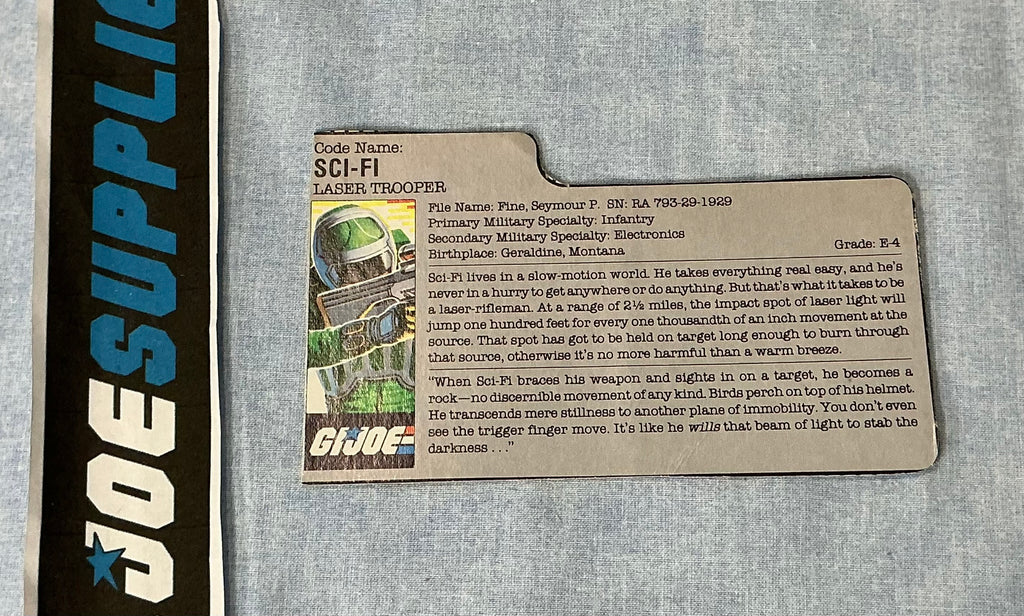 JOESUPPLIE
Code Name:
SCI-FI
LASER TROOPER
File Name: Fine, Seymour P. SN: RA 793-29-1929
Primary Military Specialty: Infantry
Secondary Military Specialty: Electronics
Birthplace: Geraldine, Montana
Grade: E-4
Sci-Fi lives in a slow-motion world. He takes everything real easy, and he's
never in a hurry to get anywhere or do anything. But that's what it takes to be
a laser-rifleman. At a range of 2½ miles, the impact spot of laser light will
jump one hundred feet for every one thousandth of an inch movement at the
source. That spot has got to be held on target long enough to burn through
that source, otherwise it's no more harmful than a warm breeze.
"When Sci-Fi braces his weapon and sights in on a target, he becomes a
rock—no discernible movement of any kind. Birds perch on top of his helmet.
He transcends mere stillness to another plane of immobility. You don't even
see the trigger finger move. It's like he wills that beam of light to stab the
darkness . . ."
GI JOE